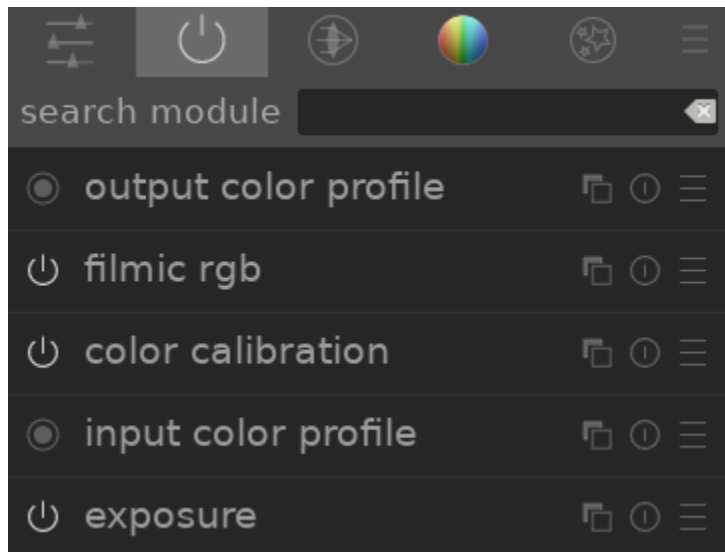 search module
output color profile
filmic rgb
color calibration
input color profile
exposure